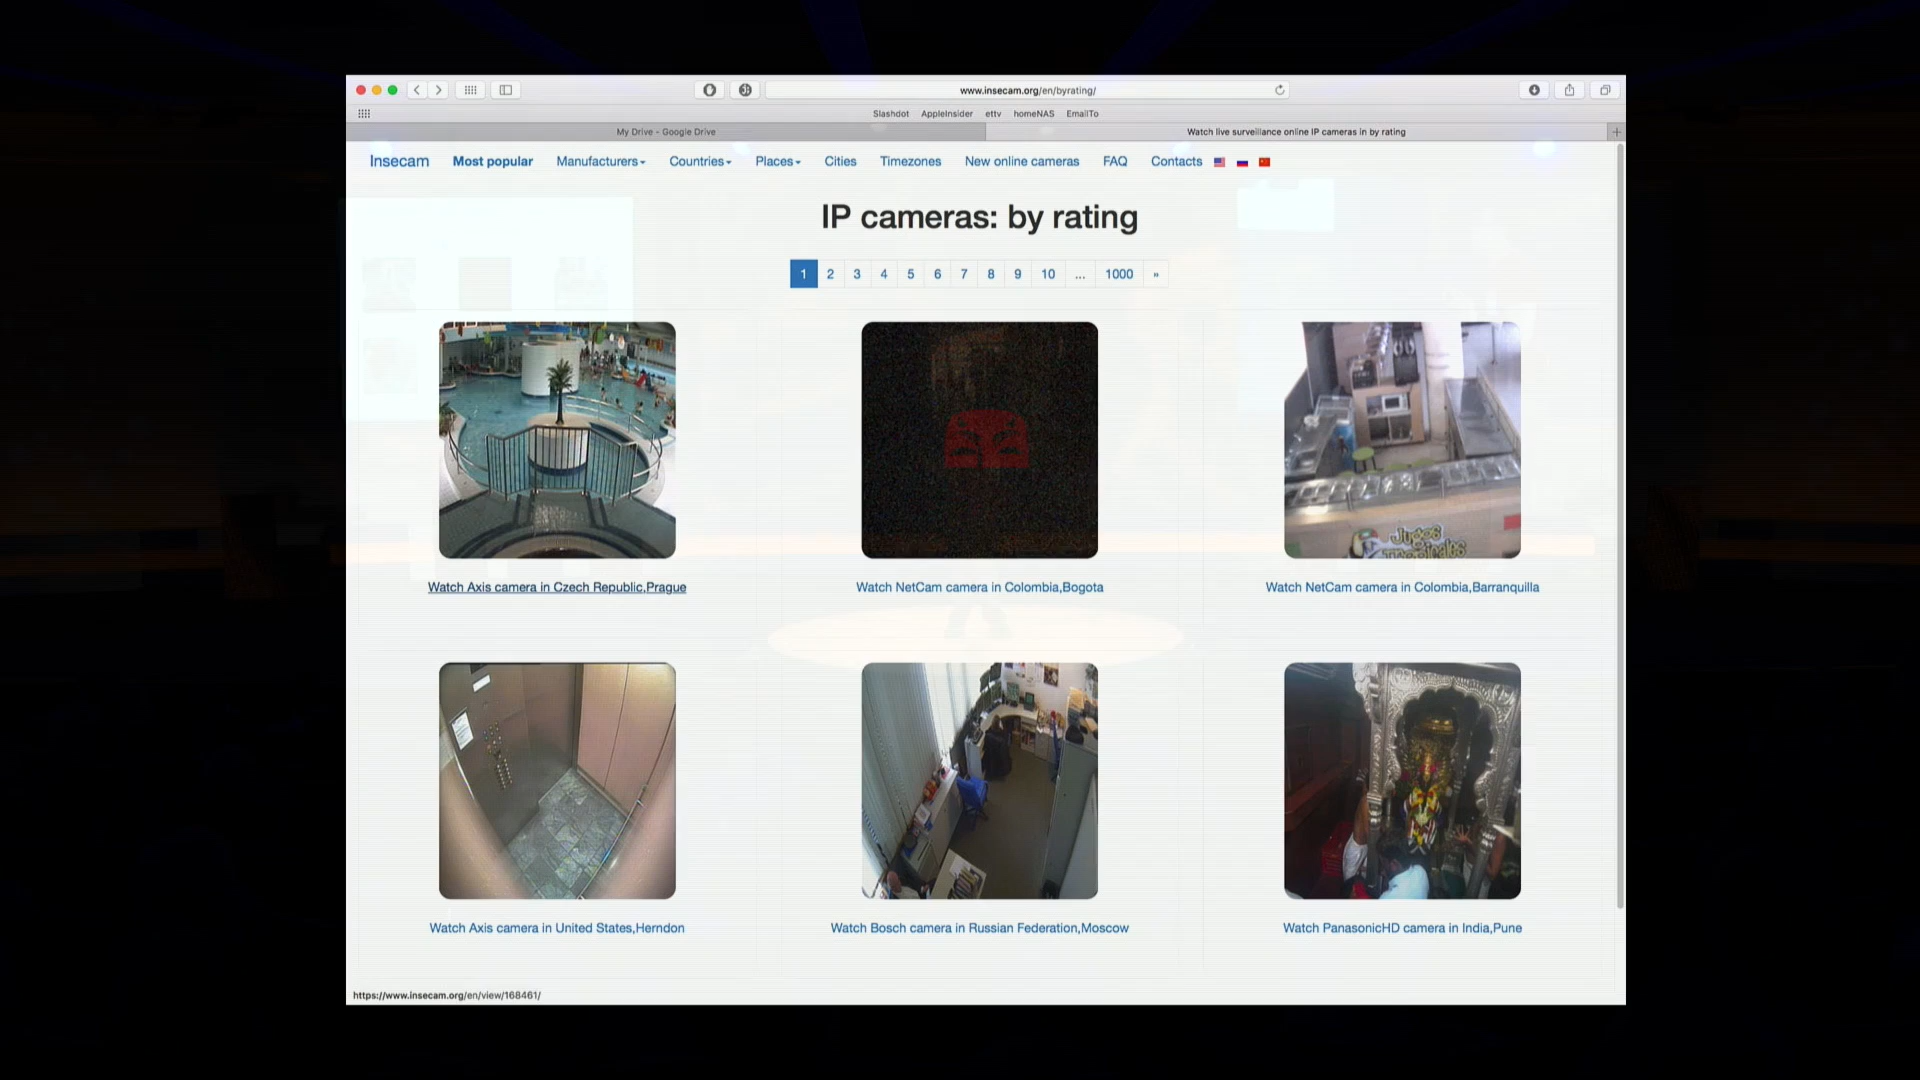 www.insecam.org/en/byrating/
Slashdot AppleInsider ettv homeNAS EmailTo
My Drive - Google Drive
Watch live surveillance online IP cameras in by rating
Insecam Most popular Manufacturers Countries Places Cities Timezones New online cameras FAQ Contacts
IP cameras: by rating
1 2 3 4 5 6 7 8 9 10 ... 1000 »
Jugos
Tropicales
Watch Axis camera in Czech Republic,Prague
Watch NetCam camera in Colombia,Bogota
Watch NetCam camera in Colombia,Barranquilla
Watch Axis camera in United States,Herndon
Watch Bosch camera in Russian Federation,Moscow
Watch PanasonicHD camera in India,Pune
https://www.insecam.org/en/view/168461/